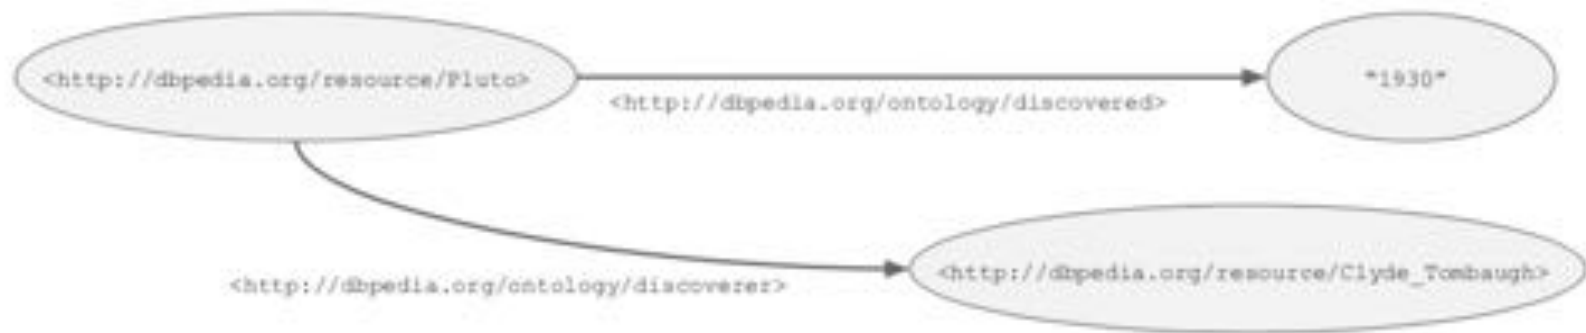 <http://dbpedia.org/resource/Pluto>
"1930"
<http://dbpedia.org/ontology/discovered>
<http://dbpedia.org/resource/Clyde_Tombaugh>
<http://dbpedia.org/ontology/discoverer>